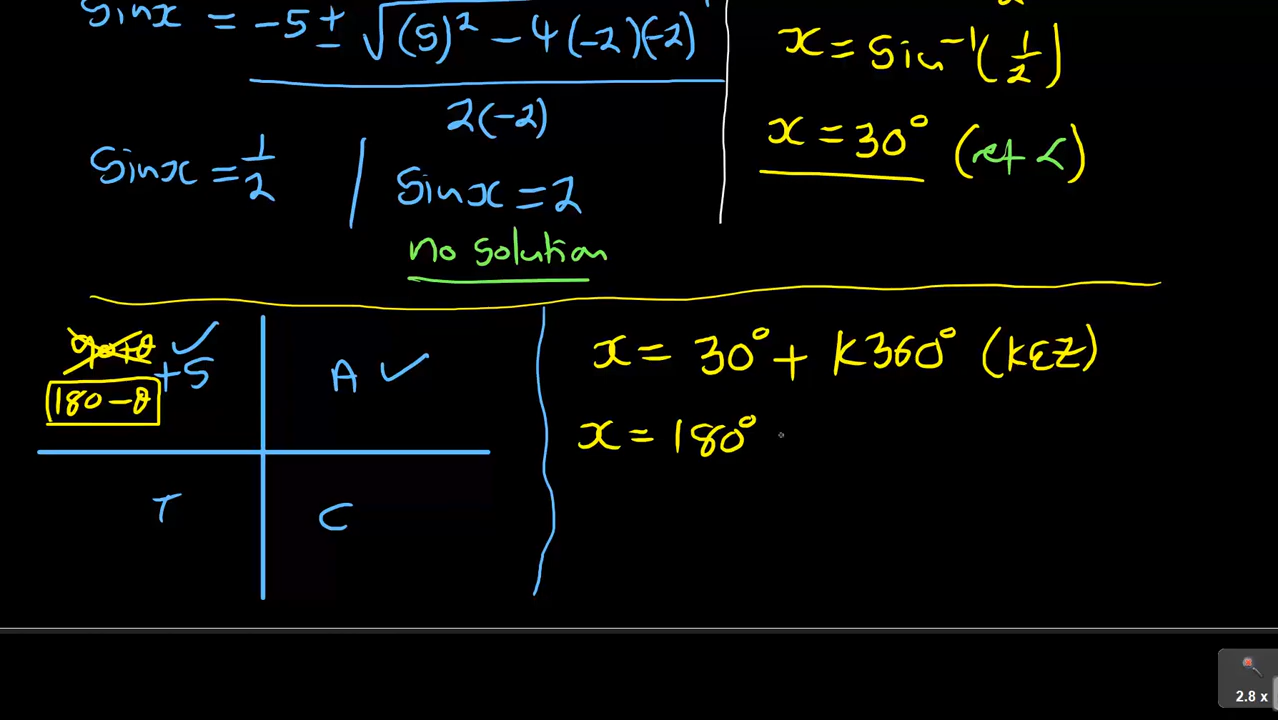 sinx = -5 ± √(5)² - 4(-2)(-2)
2(-2)
sinx = 1/2 | sinx = 2
no solution
x = sin⁻¹(1/2)
x = 30° (ref <)
180-θ
+S ✓
A ✓
T
C
x = 30° + k360° (k∈Z)
x = 180°
2.8 x